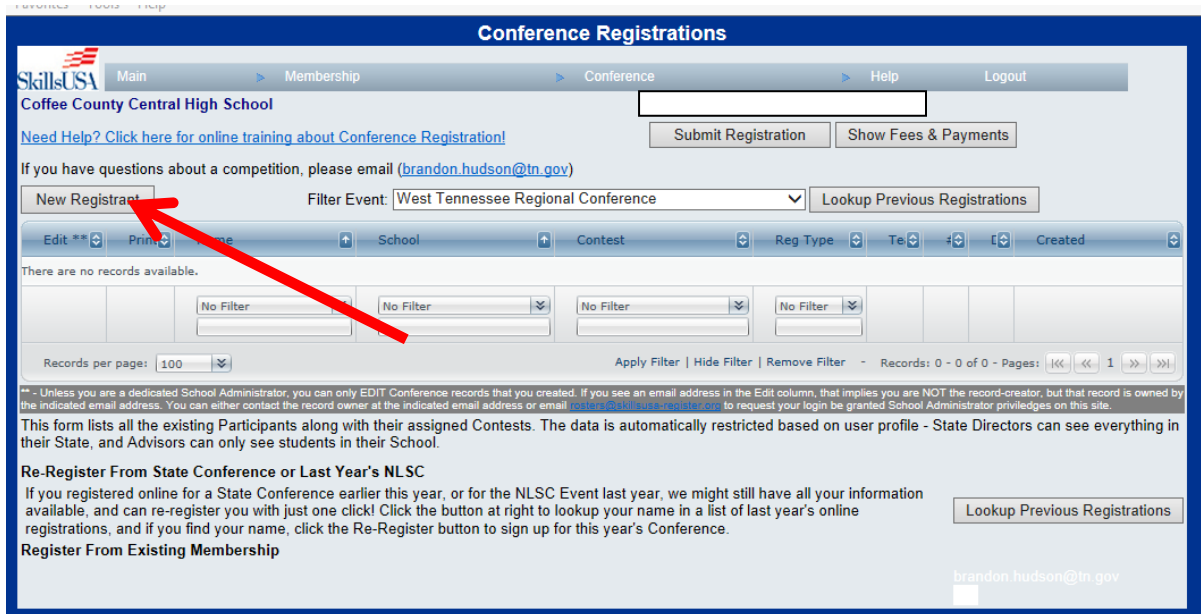 Favorites Tools Help
Conference Registrations
SkillsUSA Main Membership Conference Help Logout
Coffee County Central High School
Need Help? Click here for online training about Conference Registration! Submit Registration Show Fees & Payments
If you have questions about a competition, please email (brandon.hudson@tn.gov)
New Registrant Filter Event: West Tennessee Regional Conference Lookup Previous Registrations
Edit ** Print Name School Contest Reg Type Te # Created
There are no records available.
No Filter No Filter No Filter No Filter
Records per page: 100 Apply Filter | Hide Filter | Remove Filter - Records: 0 - 0 of 0 - Pages: 1
** - Unless you are a dedicated School Administrator, you can only EDIT Conference records that you created. If you see an email address in the Edit column, that implies you are NOT the record-creator, but that record is owned by
the indicated email address. You can either contact the record owner at the indicated email address or email rosters@skillsusa-register.org to request your login be granted School Administrator priviledges on this site.
This form lists all the existing Participants along with their assigned Contests. The data is automatically restricted based on user profile - State Directors can see everything in
their State, and Advisors can only see students in their School.
Re-Register From State Conference or Last Year's NLSC
If you registered online for a State Conference earlier this year, or for the NLSC Event last year, we might still have all your information
available, and can re-register you with just one click! Click the button at right to lookup your name in a list of last year's online
registrations, and if you find your name, click the Re-Register button to sign up for this year's Conference.
Lookup Previous Registrations
Register From Existing Membership
brandon.hudson@tn.gov